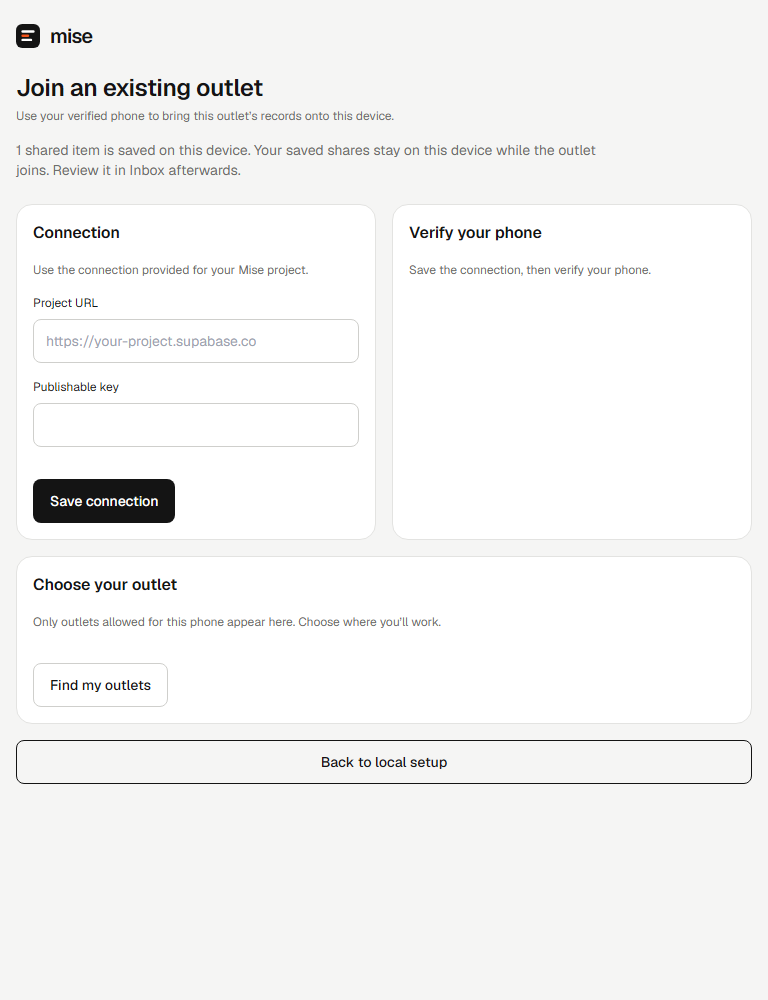 mise
Join an existing outlet
Use your verified phone to bring this outlet's records onto this device.
1 shared item is saved on this device. Your saved shares stay on this device while the outlet
joins. Review it in Inbox afterwards.
Connection
Use the connection provided for your Mise project.
Project URL
https://your-project.supabase.co
Publishable key
Save connection
Verify your phone
Save the connection, then verify your phone.
Choose your outlet
Only outlets allowed for this phone appear here. Choose where you'll work.
Find my outlets
Back to local setup